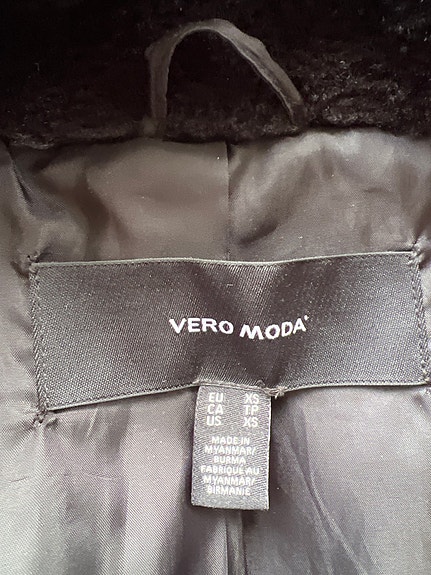 VERO MODA
EU XS
CA TP
US XS
MADE IN
MYANMAR/
BURMA
FABRIQUE AU
MYANMAR/
BIRMANIE